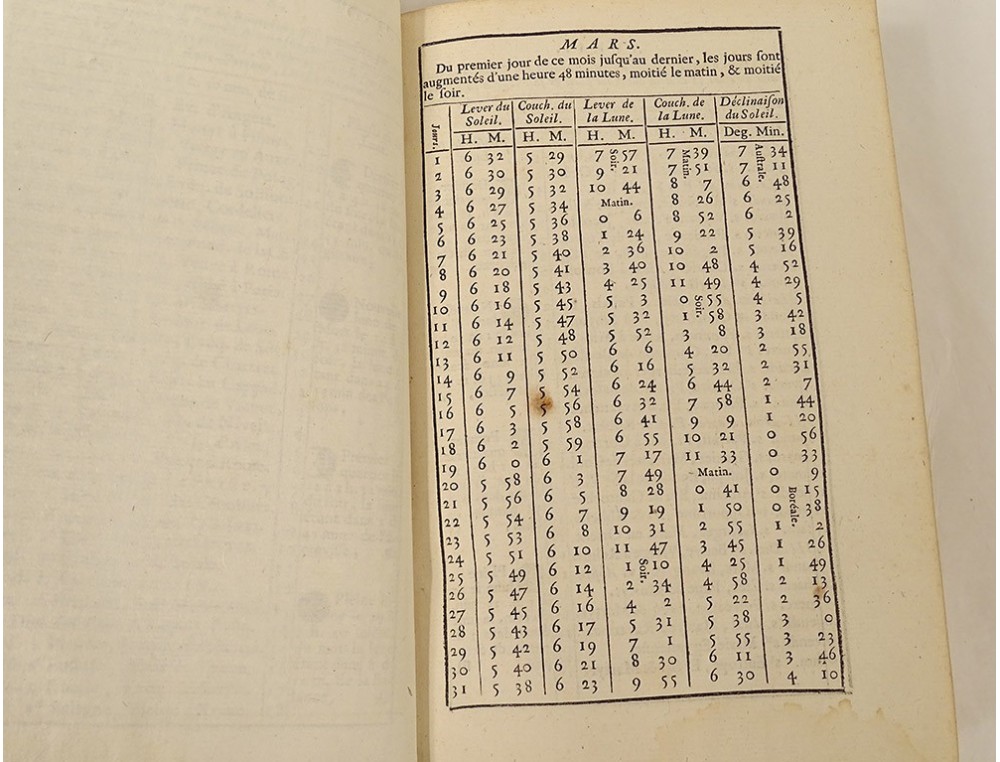 MARS.
Du premier jour de ce mois juſqu'au dernier, les jours ſont
augmentés d'une heure 48 minutes, moitié le matin, & moitié
le ſoir.
Jours. Lever du Soleil. Couch. du Soleil. Lever de la Lune. Couch. de la Lune. Déclinaiſon du Soleil.
H. M. H. M. H. M. H. M. Deg. Min.
1 6 32 5 29 7 Soir. 57 7 Matin. 39 7 Auſtrale. 34
2 6 30 5 30 9 21 7 51 7 11
3 6 29 5 32 10 44 8 7 6 48
4 6 27 5 34 Matin. 8 26 6 25
5 6 25 5 36 0 6 8 52 6 2
6 6 23 5 38 1 24 9 22 5 39
7 6 21 5 40 2 36 10 2 5 16
8 6 20 5 41 3 40 10 48 4 52
9 6 18 5 43 4 25 11 49 4 29
10 6 16 5 45 5 3 0 Soir. 55 4 5
11 6 14 5 47 5 32 1 58 3 42
12 6 12 5 48 5 52 3 8 3 18
13 6 11 5 50 6 6 4 20 2 55
14 6 9 5 52 6 16 5 32 2 31
15 6 7 5 54 6 24 6 44 2 7
16 6 5 5 56 6 32 7 58 1 44
17 6 3 5 58 6 41 9 9 1 20
18 6 2 5 59 6 55 10 21 0 56
19 6 0 6 1 7 17 11 33 0 33
20 5 58 6 3 7 49 Matin. 0 9
21 5 56 6 5 8 28 0 41 0 Boréale. 15
22 5 54 6 7 9 19 1 50 0 38
23 5 53 6 8 10 31 2 55 1 2
24 5 51 6 10 11 47 3 45 1 26
25 5 49 6 12 1 Soir. 10 4 25 1 49
26 5 47 6 14 2 34 4 58 2 13
27 5 45 6 16 4 2 5 22 2 36
28 5 43 6 17 5 31 5 38 3 0
29 5 42 6 19 7 1 5 55 3 23
30 5 40 6 21 8 30 6 11 3 46
31 5 38 6 23 9 55 6 30 4 10